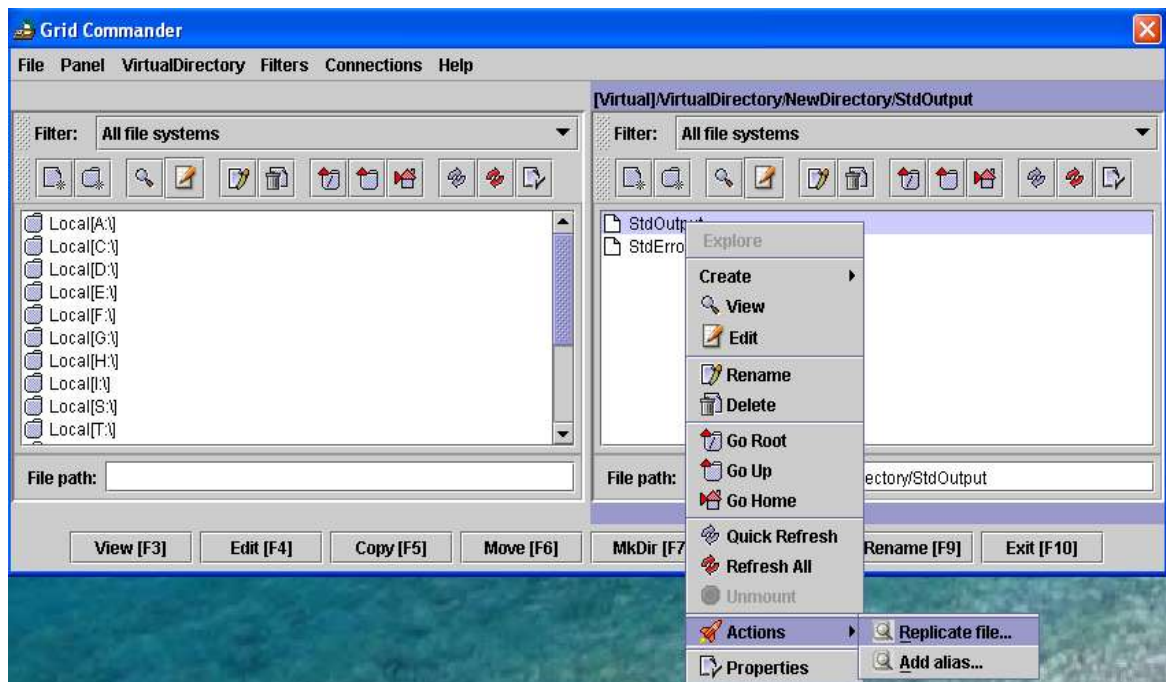 Grid Commander
File Panel VirtualDirectory Filters Connections Help
[Virtual]/VirtualDirectory/NewDirectory/StdOutput
Filter: All file systems
Filter: All file systems
Local[A:\]
Local[C:\]
Local[D:\]
Local[E:\]
Local[F:\]
Local[G:\]
Local[H:\]
Local[I:\]
Local[S:\]
Local[T:\]
StdOutput
StdErro
Explore
Create
View
Edit
Rename
Delete
Go Root
Go Up
Go Home
Quick Refresh
Refresh All
Unmount
Actions
Properties
Replicate file...
Add alias...
File path:
File path: ectory/StdOutput
View [F3] Edit [F4] Copy [F5] Move [F6] MkDir [F7 Rename [F9] Exit [F10]